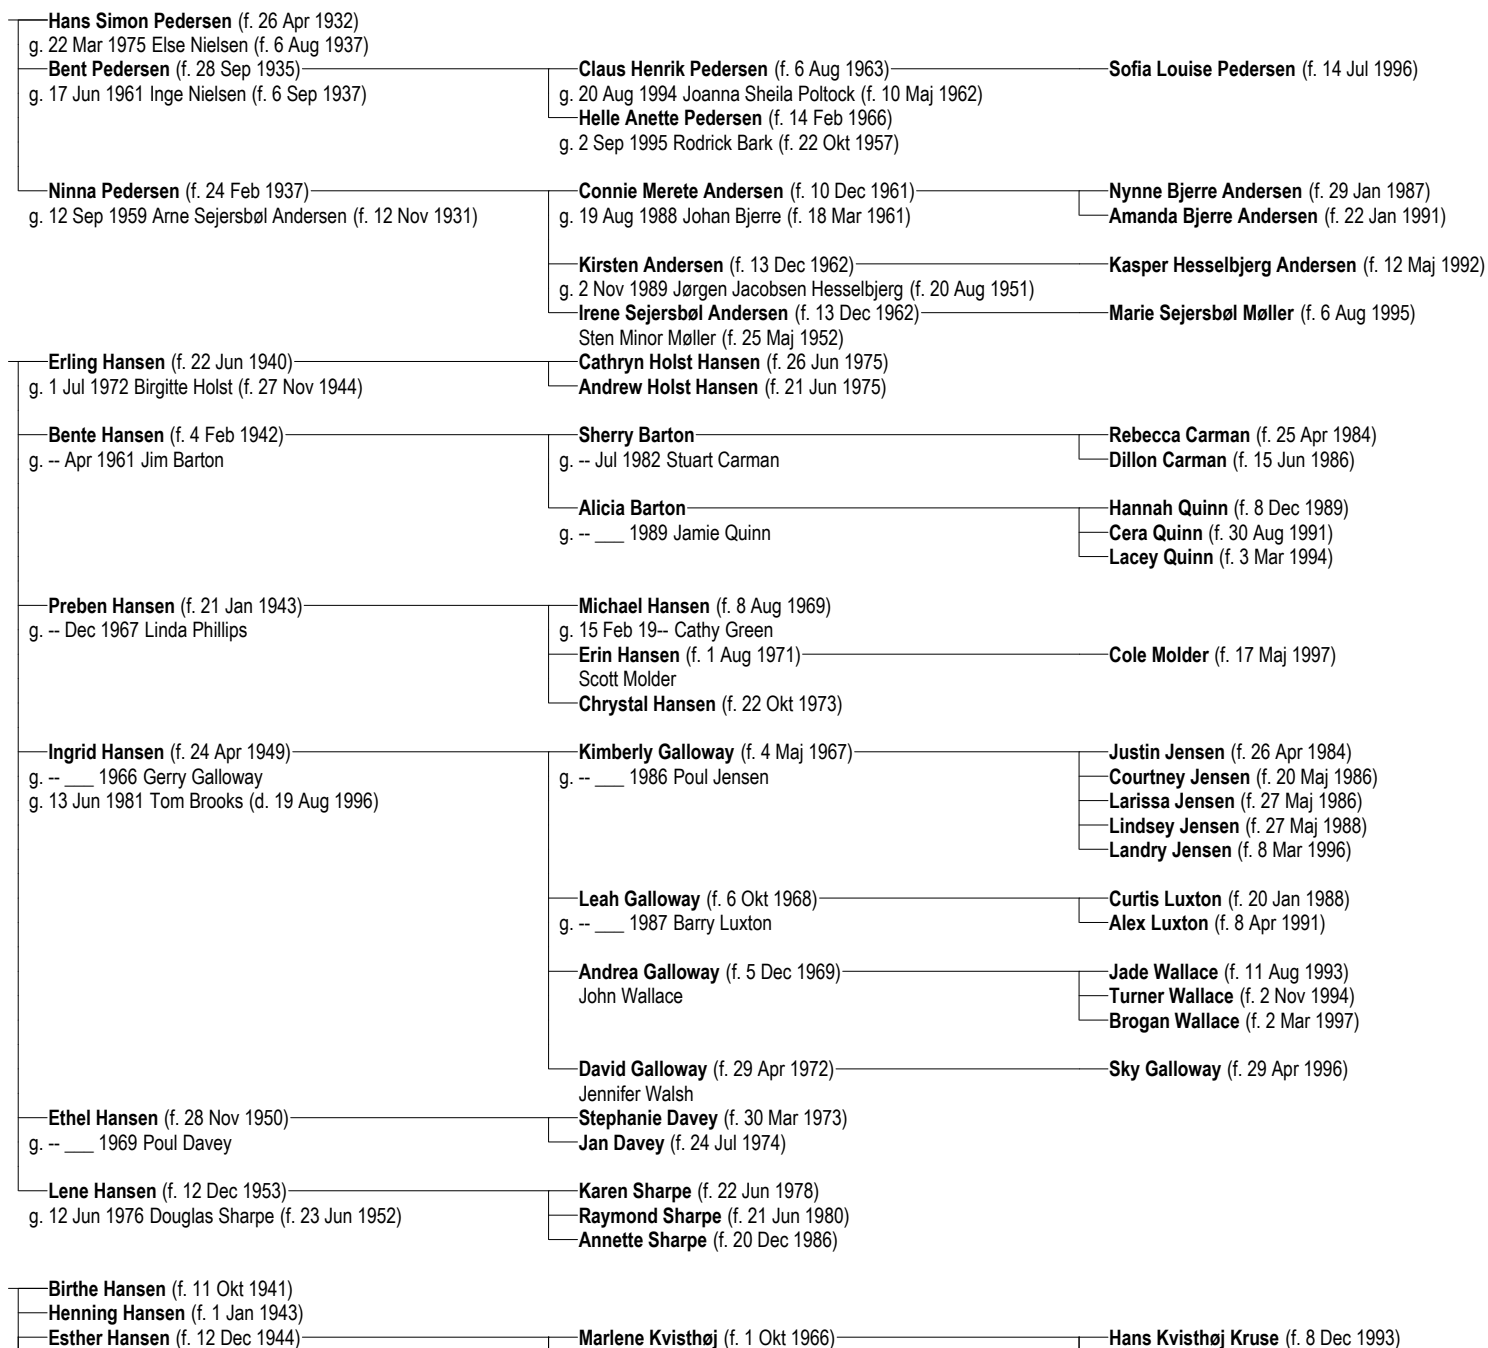 Hans Simon Pedersen (f. 26 Apr 1932)
g. 22 Mar 1975 Else Nielsen (f. 6 Aug 1937)
Bent Pedersen (f. 28 Sep 1935) Claus Henrik Pedersen (f. 6 Aug 1963) Sofia Louise Pedersen (f. 14 Jul 1996)
g. 17 Jun 1961 Inge Nielsen (f. 6 Sep 1937) g. 20 Aug 1994 Joanna Sheila Poltock (f. 10 Maj 1962)
Helle Anette Pedersen (f. 14 Feb 1966)
g. 2 Sep 1995 Rodrick Bark (f. 22 Okt 1957)
Ninna Pedersen (f. 24 Feb 1937) Connie Merete Andersen (f. 10 Dec 1961) Nynne Bjerre Andersen (f. 29 Jan 1987)
g. 12 Sep 1959 Arne Sejersbøl Andersen (f. 12 Nov 1931) g. 19 Aug 1988 Johan Bjerre (f. 18 Mar 1961) Amanda Bjerre Andersen (f. 22 Jan 1991)
Kirsten Andersen (f. 13 Dec 1962) Kasper Hesselbjerg Andersen (f. 12 Maj 1992)
g. 2 Nov 1989 Jørgen Jacobsen Hesselbjerg (f. 20 Aug 1951)
Irene Sejersbøl Andersen (f. 13 Dec 1962) Marie Sejersbøl Møller (f. 6 Aug 1995)
Sten Minor Møller (f. 25 Maj 1952)
Erling Hansen (f. 22 Jun 1940) Cathryn Holst Hansen (f. 26 Jun 1975)
g. 1 Jul 1972 Birgitte Holst (f. 27 Nov 1944) Andrew Holst Hansen (f. 21 Jun 1975)
Bente Hansen (f. 4 Feb 1942) Sherry Barton Rebecca Carman (f. 25 Apr 1984)
g. -- Apr 1961 Jim Barton g. -- Jul 1982 Stuart Carman Dillon Carman (f. 15 Jun 1986)
Alicia Barton Hannah Quinn (f. 8 Dec 1989)
g. -- ___ 1989 Jamie Quinn Cera Quinn (f. 30 Aug 1991)
Lacey Quinn (f. 3 Mar 1994)
Preben Hansen (f. 21 Jan 1943) Michael Hansen (f. 8 Aug 1969)
g. -- Dec 1967 Linda Phillips g. 15 Feb 19-- Cathy Green
Erin Hansen (f. 1 Aug 1971) Cole Molder (f. 17 Maj 1997)
Scott Molder
Chrystal Hansen (f. 22 Okt 1973)
Ingrid Hansen (f. 24 Apr 1949) Kimberly Galloway (f. 4 Maj 1967) Justin Jensen (f. 26 Apr 1984)
g. -- ___ 1966 Gerry Galloway g. -- ___ 1986 Poul Jensen Courtney Jensen (f. 20 Maj 1986)
g. 13 Jun 1981 Tom Brooks (d. 19 Aug 1996) Larissa Jensen (f. 27 Maj 1986)
Lindsey Jensen (f. 27 Maj 1988)
Landry Jensen (f. 8 Mar 1996)
Leah Galloway (f. 6 Okt 1968) Curtis Luxton (f. 20 Jan 1988)
g. -- ___ 1987 Barry Luxton Alex Luxton (f. 8 Apr 1991)
Andrea Galloway (f. 5 Dec 1969) Jade Wallace (f. 11 Aug 1993)
John Wallace Turner Wallace (f. 2 Nov 1994)
Brogan Wallace (f. 2 Mar 1997)
David Galloway (f. 29 Apr 1972) Sky Galloway (f. 29 Apr 1996)
Jennifer Walsh
Ethel Hansen (f. 28 Nov 1950) Stephanie Davey (f. 30 Mar 1973)
g. -- ___ 1969 Poul Davey Jan Davey (f. 24 Jul 1974)
Lene Hansen (f. 12 Dec 1953) Karen Sharpe (f. 22 Jun 1978)
g. 12 Jun 1976 Douglas Sharpe (f. 23 Jun 1952) Raymond Sharpe (f. 21 Jun 1980)
Annette Sharpe (f. 20 Dec 1986)
Birthe Hansen (f. 11 Okt 1941)
Henning Hansen (f. 1 Jan 1943)
Esther Hansen (f. 12 Dec 1944) Marlene Kvisthøj (f. 1 Okt 1966) Hans Kvisthøj Kruse (f. 8 Dec 1993)